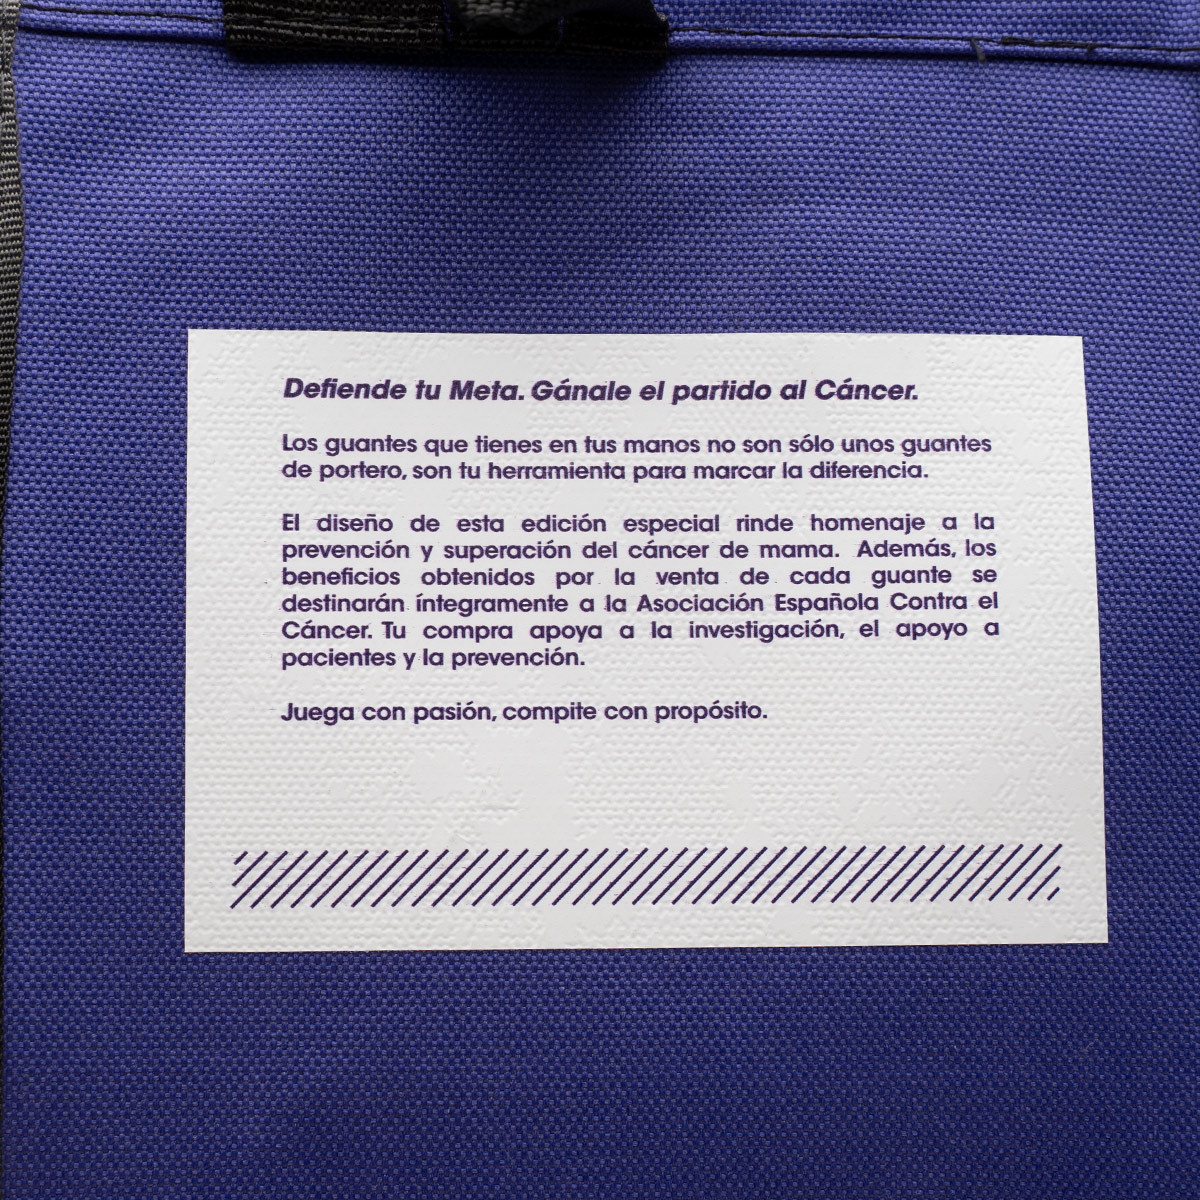 Defiende tu Meta. Gánale el partido al Cáncer.
Los guantes que tienes en tus manos no son sólo unos guantes
de portero, son tu herramienta para marcar la diferencia.
El diseño de esta edición especial rinde homenaje a la
prevención y superación del cáncer de mama. Además, los
beneficios obtenidos por la venta de cada guante se
destinarán íntegramente a la Asociación Española Contra el
Cáncer. Tu compra apoya a la investigación, el apoyo a
pacientes y la prevención.
Juega con pasión, compite con propósito.